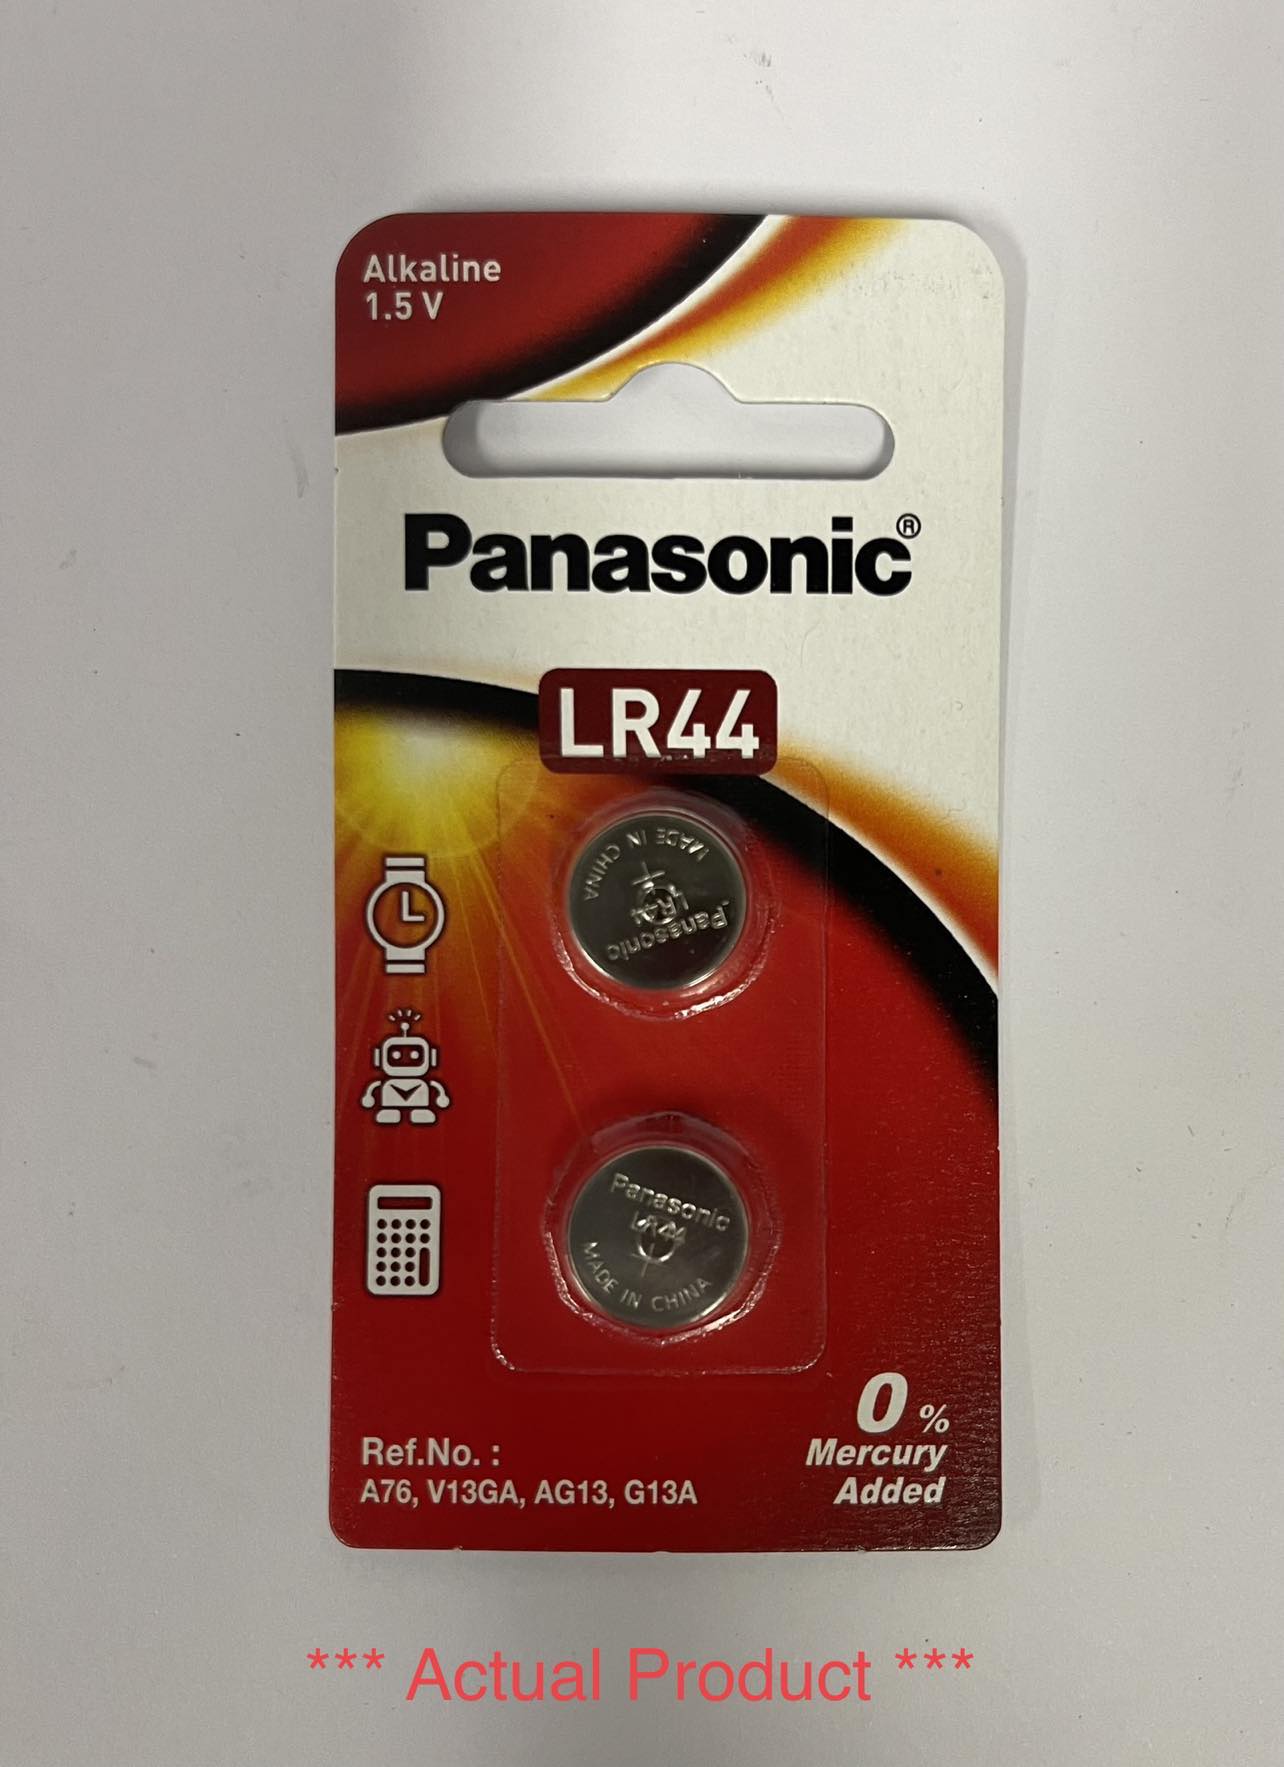 Alkaline
1.5 V
Panasonic®
LR44
MADE IN CHINA
LR44
Panasonic
Panasonic
LR44
MADE IN CHINA
0 %
Mercury
Added
Ref.No. :
A76, V13GA, AG13, G13A
*** Actual Product ***